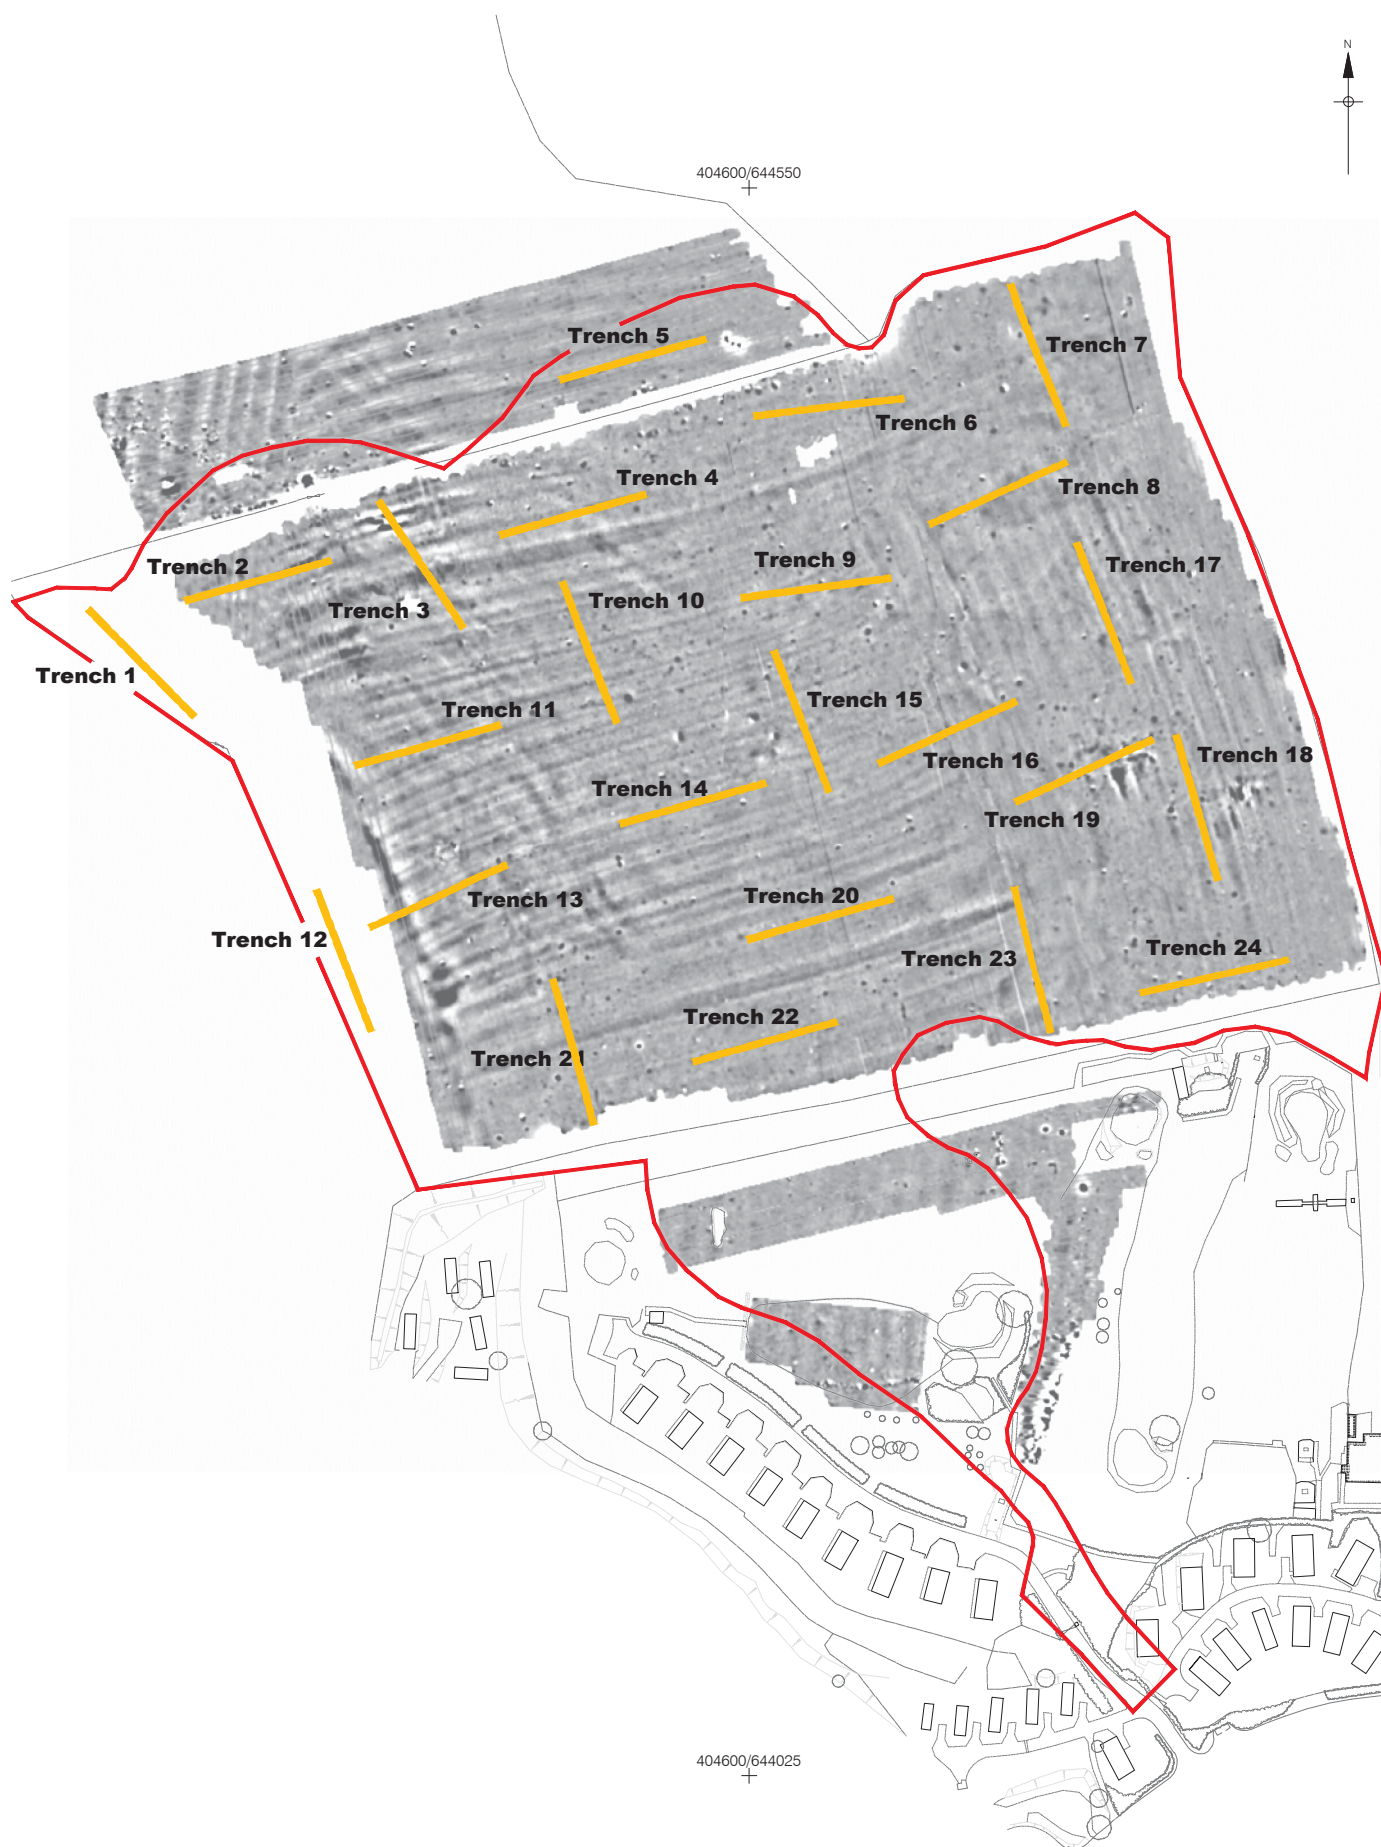 N
404600/644550
Trench 5
Trench 7
Trench 6
Trench 4
Trench 8
Trench 9
Trench 17
Trench 2
Trench 10
Trench 3
Trench 1
Trench 15
Trench 11
Trench 18
Trench 16
Trench 14
Trench 19
Trench 20
Trench 13
Trench 12
Trench 24
Trench 23
Trench 22
Trench 21
404600/644025